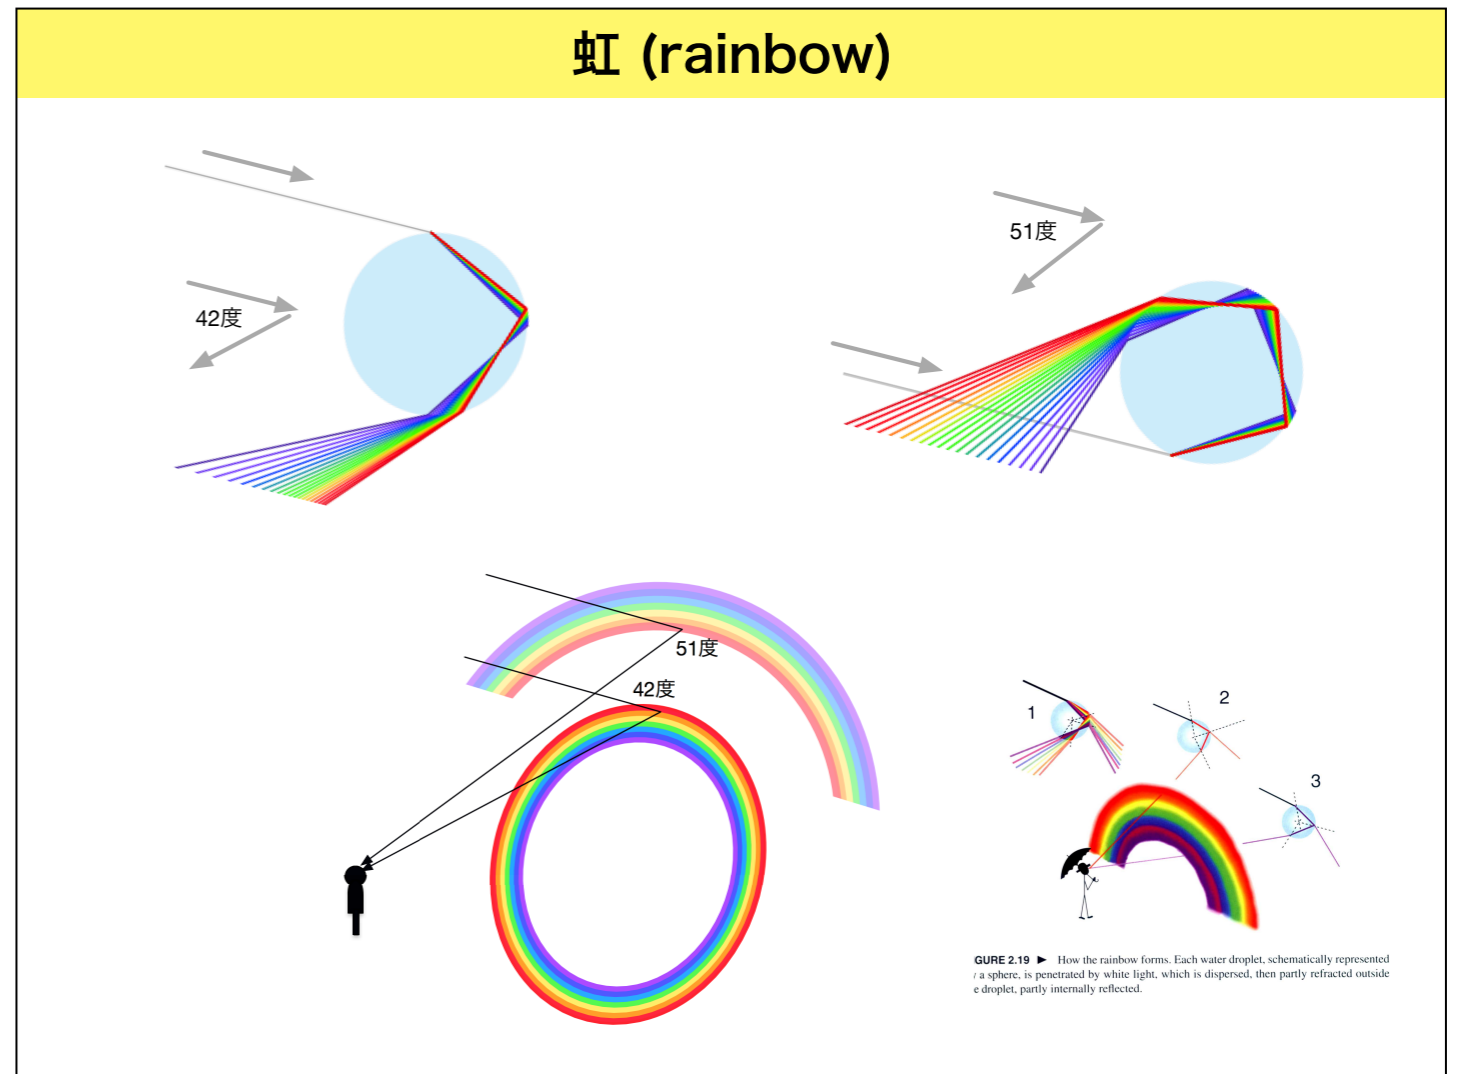 虹 (rainbow)
42度
51度
51度
42度
1
2
3
GURE 2.19 ► How the rainbow forms. Each water droplet, schematically represented
a sphere, is penetrated by white light, which is dispersed, then partly refracted outside
e droplet, partly internally reflected.